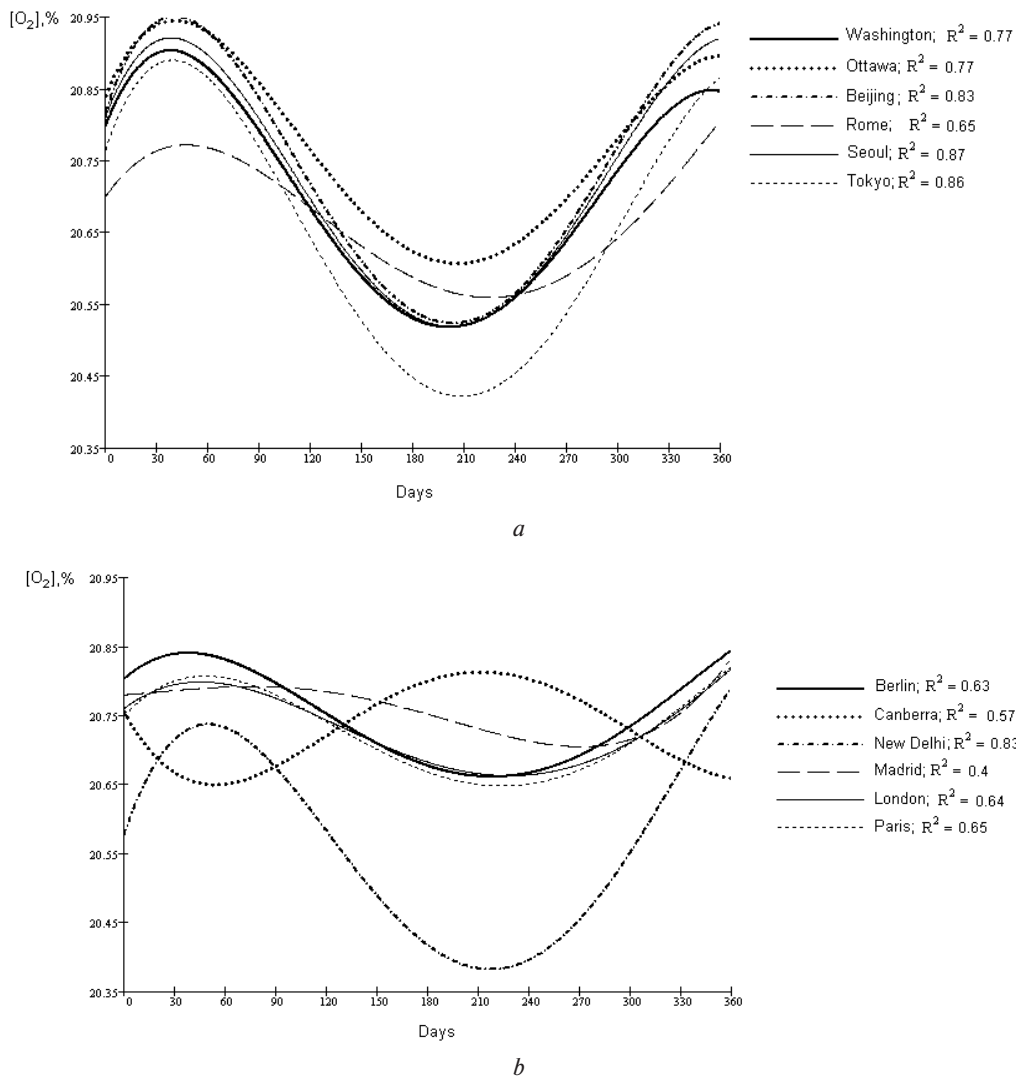 [O2],%
20.95
20.85
20.75
20.65
20.55
20.45
20.35
0 30 60 90 120 150 180 210 240 270 300 330 360
Days
Washington; R2 = 0.77
Ottawa; R2 = 0.77
Beijing; R2 = 0.83
Rome; R2 = 0.65
Seoul; R2 = 0.87
Tokyo; R2 = 0.86
a
[O2],%
20.95
20.85
20.75
20.65
20.55
20.45
20.35
0 30 60 90 120 150 180 210 240 270 300 330 360
Days
Berlin; R2 = 0.63
Canberra; R2 = 0.57
New Delhi; R2 = 0.83
Madrid; R2 = 0.4
London; R2 = 0.64
Paris; R2 = 0.65
b